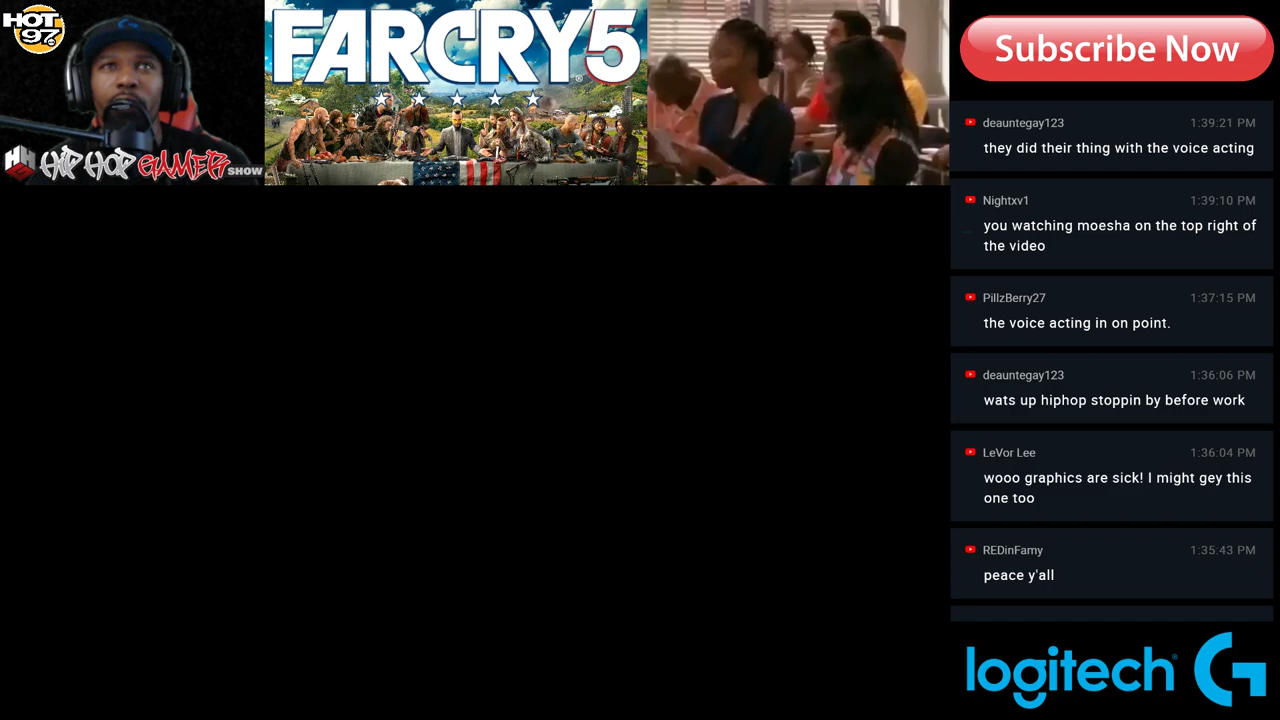 HOT
97
HIP HOP GAMER SHOW
FARCRY5
Subscribe Now
deauntegay123 1:39:21 PM
they did their thing with the voice acting
Nightxv1 1:39:10 PM
you watching moesha on the top right of
the video
PillzBerry27 1:37:15 PM
the voice acting in on point.
deauntegay123 1:36:06 PM
wats up hiphop stoppin by before work
LeVor Lee 1:36:04 PM
wooo graphics are sick! I might gey this
one too
REDinFamy 1:35:43 PM
peace y'all
logitech G